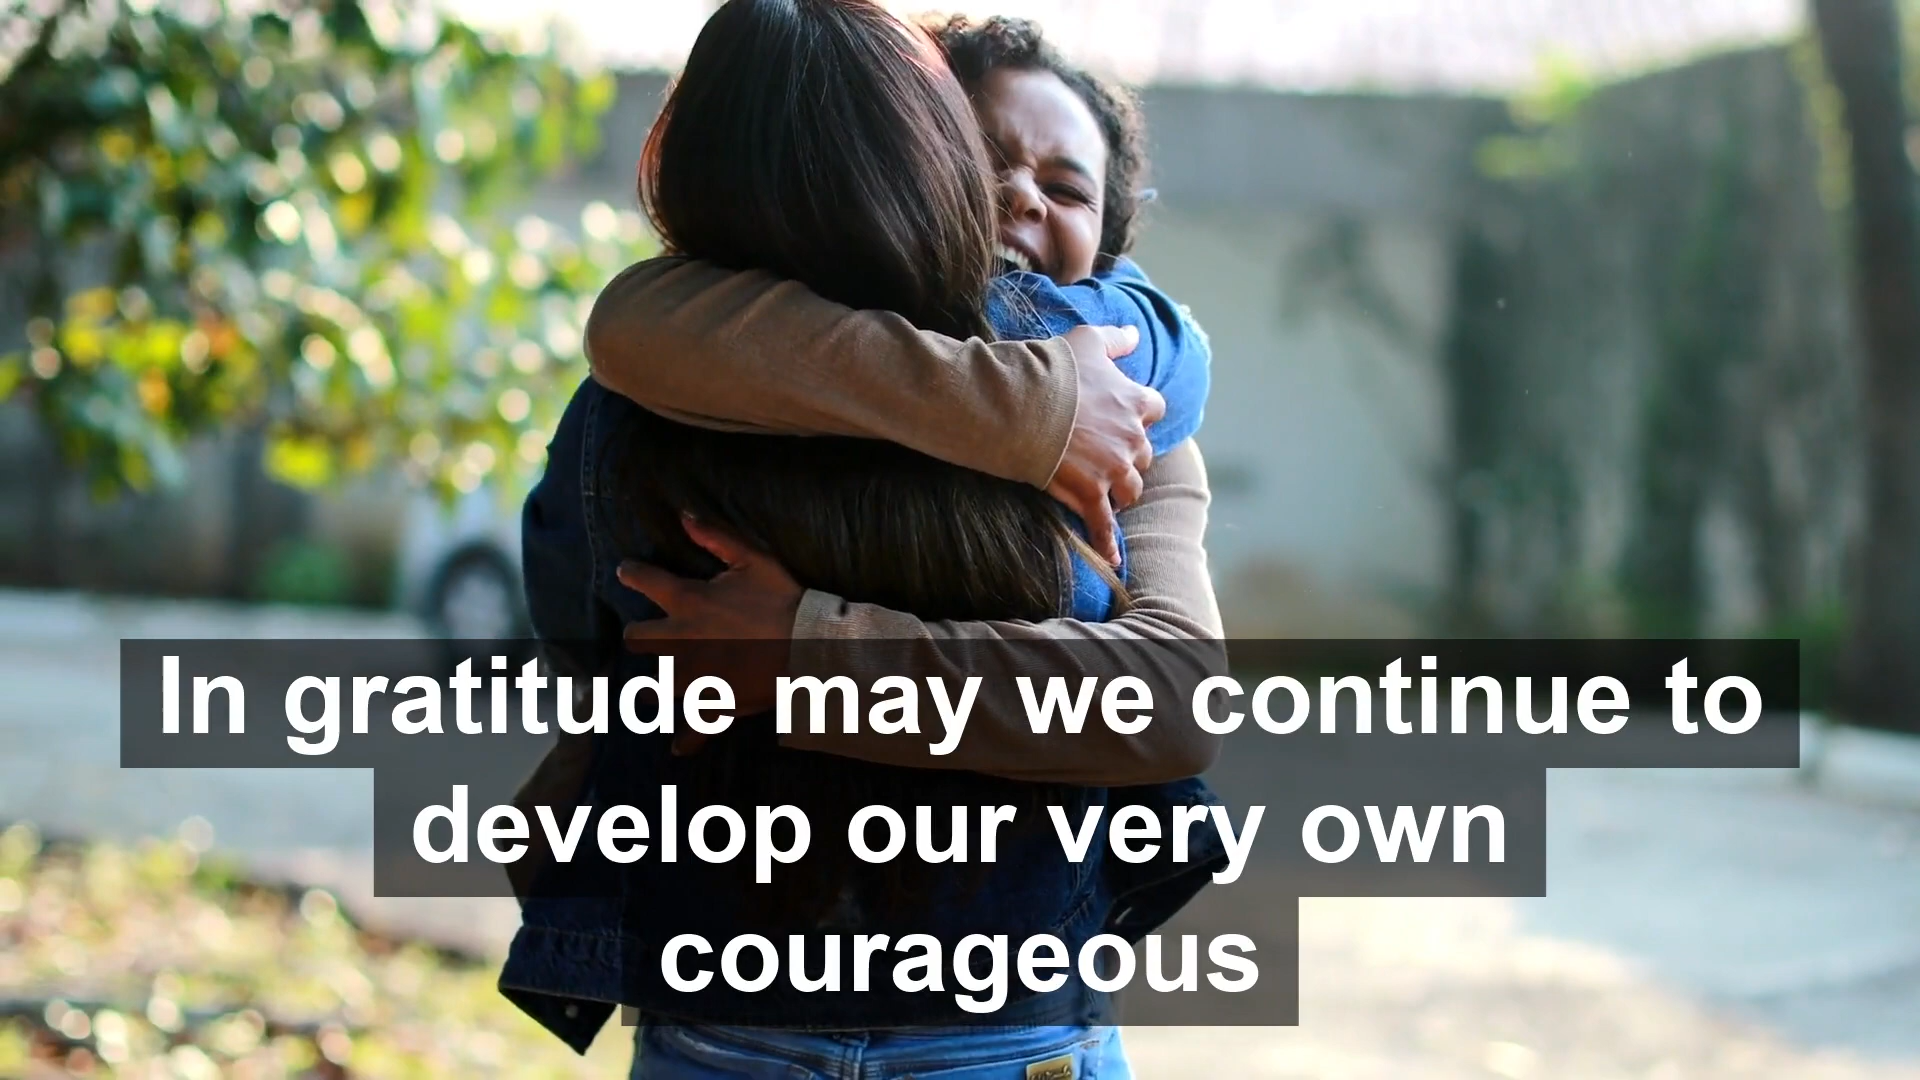 In gratitude may we continue to
develop our very own
courageous